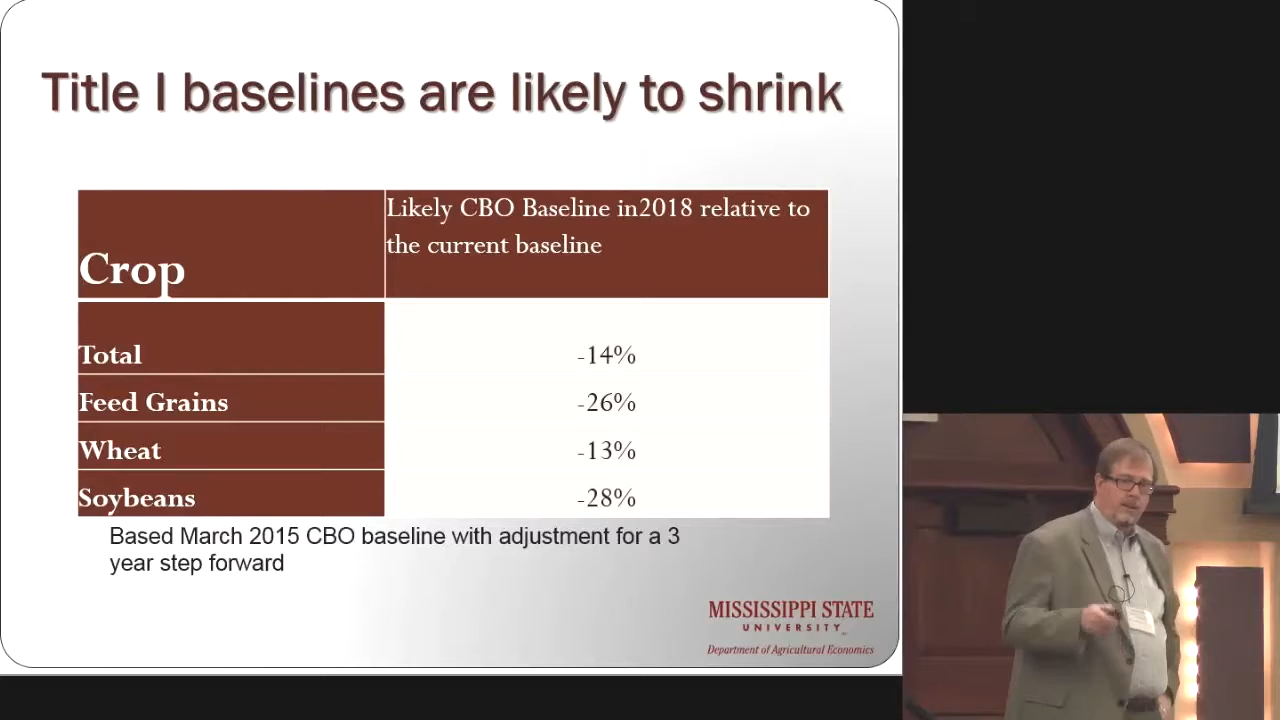 Title I baselines are likely to shrink
Crop
Likely CBO Baseline in2018 relative to
the current baseline
Total -14%
Feed Grains -26%
Wheat -13%
Soybeans -28%
Based March 2015 CBO baseline with adjustment for a 3
year step forward
MISSISSIPPI STATE
UNIVERSITY
Department of Agricultural Economics